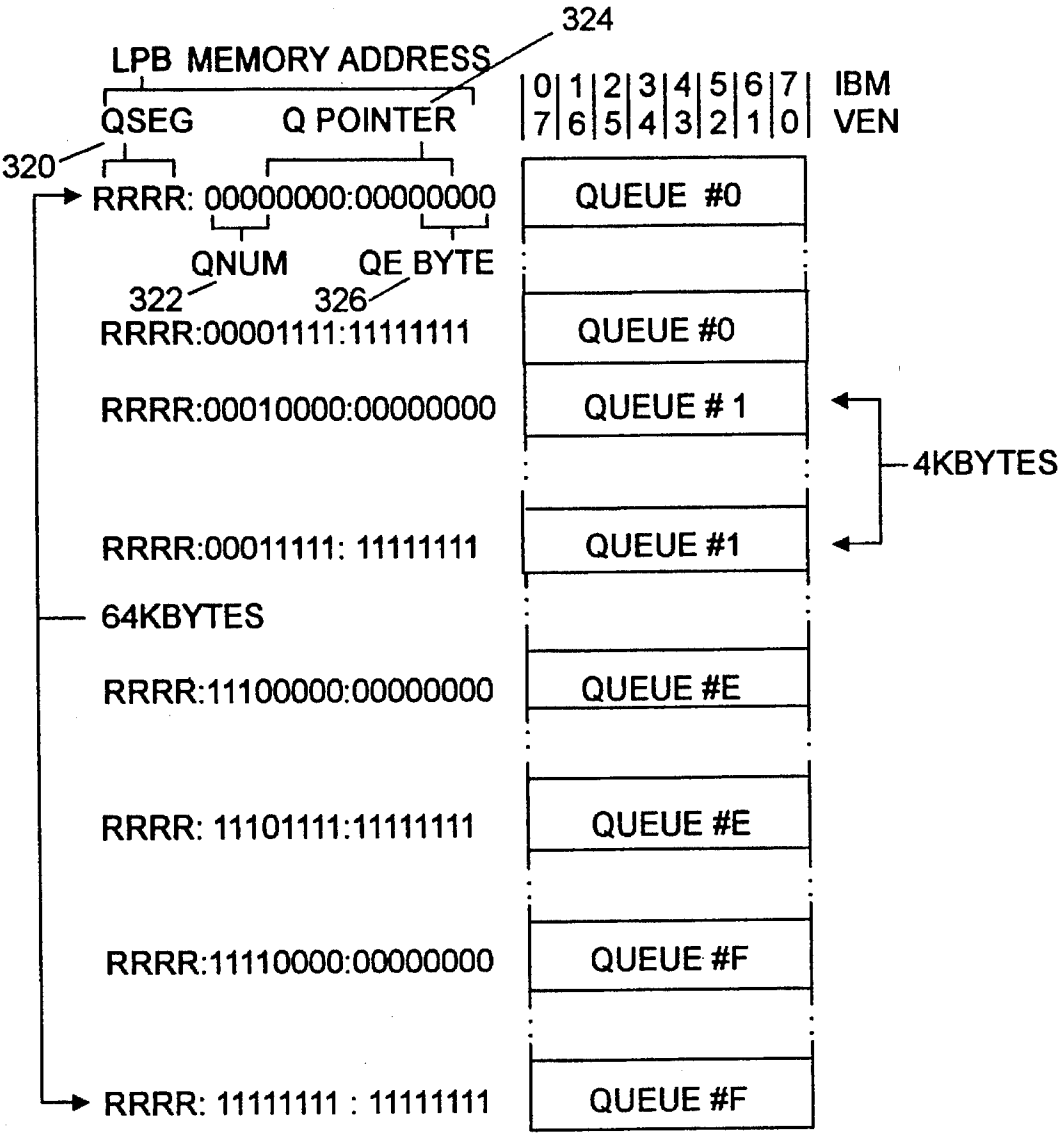 324
LPB MEMORY ADDRESS
0 1 2 3 4 5 6 7 IBM
QSEG Q POINTER
7 6 5 4 3 2 1 0 VEN
320
RRRR: 00000000:00000000 QUEUE #0
QNUM QE BYTE
322 326
RRRR:00001111:11111111 QUEUE #0
RRRR:00010000:00000000 QUEUE # 1
4KBYTES
RRRR:00011111: 11111111 QUEUE #1
64KBYTES
RRRR:11100000:00000000 QUEUE #E
RRRR: 11101111:11111111 QUEUE #E
RRRR:11110000:00000000 QUEUE #F
RRRR: 11111111 : 11111111 QUEUE #F